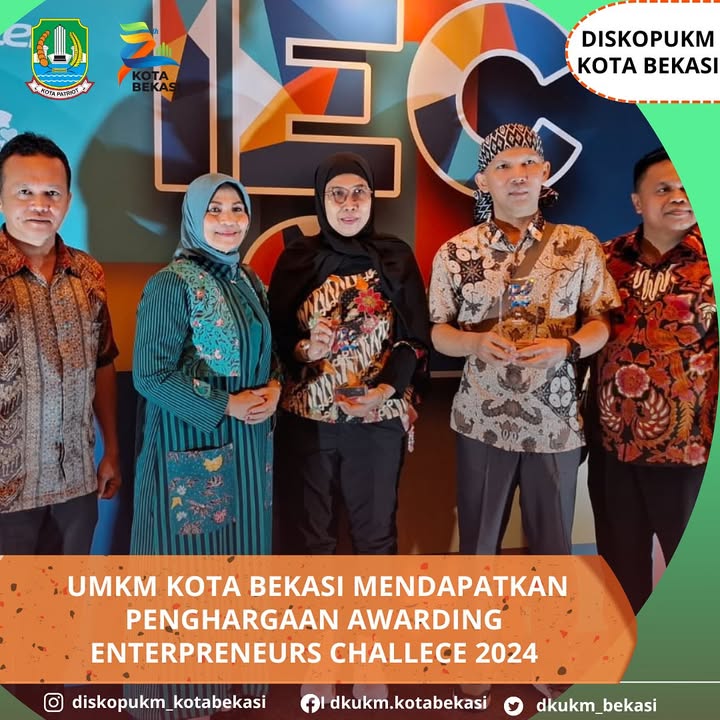 DISKOPUKM
KOTA BEKASI
KOTA BEKASI
KOTA PATRIOT
IEC
UMKM KOTA BEKASI MENDAPATKAN
PENGHARGAAN AWARDING
ENTERPRENEURS CHALLECE 2024
diskopukm_kotabekasi
dkukm.kotabekasi
dkukm_bekasi